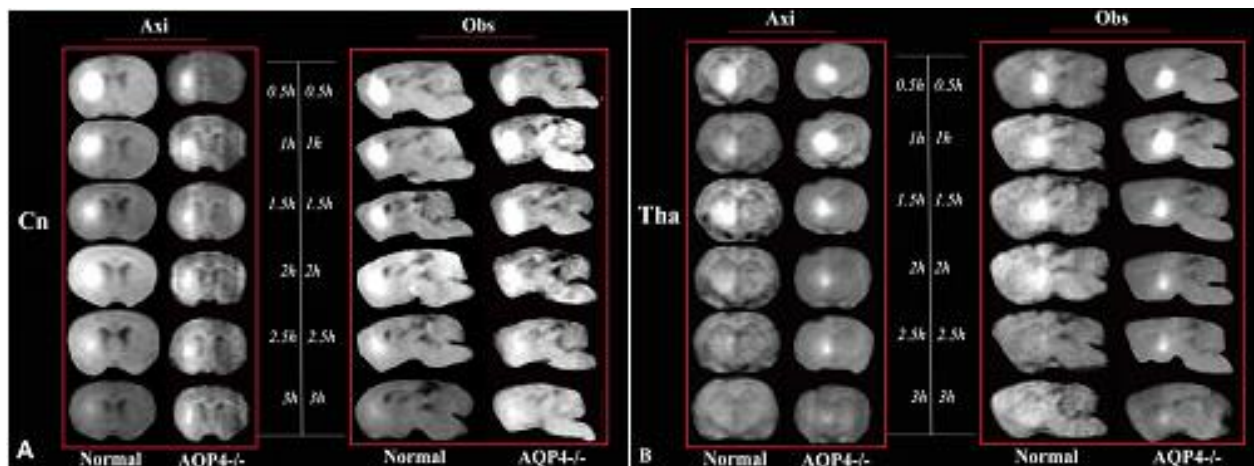 Axi Obs
0.5h 0.5h
1h 1h
1.5h 1.5h
Cn
2h 2h
2.5h 2.5h
3h 3h
A
Normal AQP4-/- Normal AQP4-/-
Axi Obs
0.5h 0.5h
1h 1h
1.5h 1.5h
Tha
2h 2h
2.5h 2.5h
3h 3h
B
Normal AQP4-/- Normal AQP4-/-